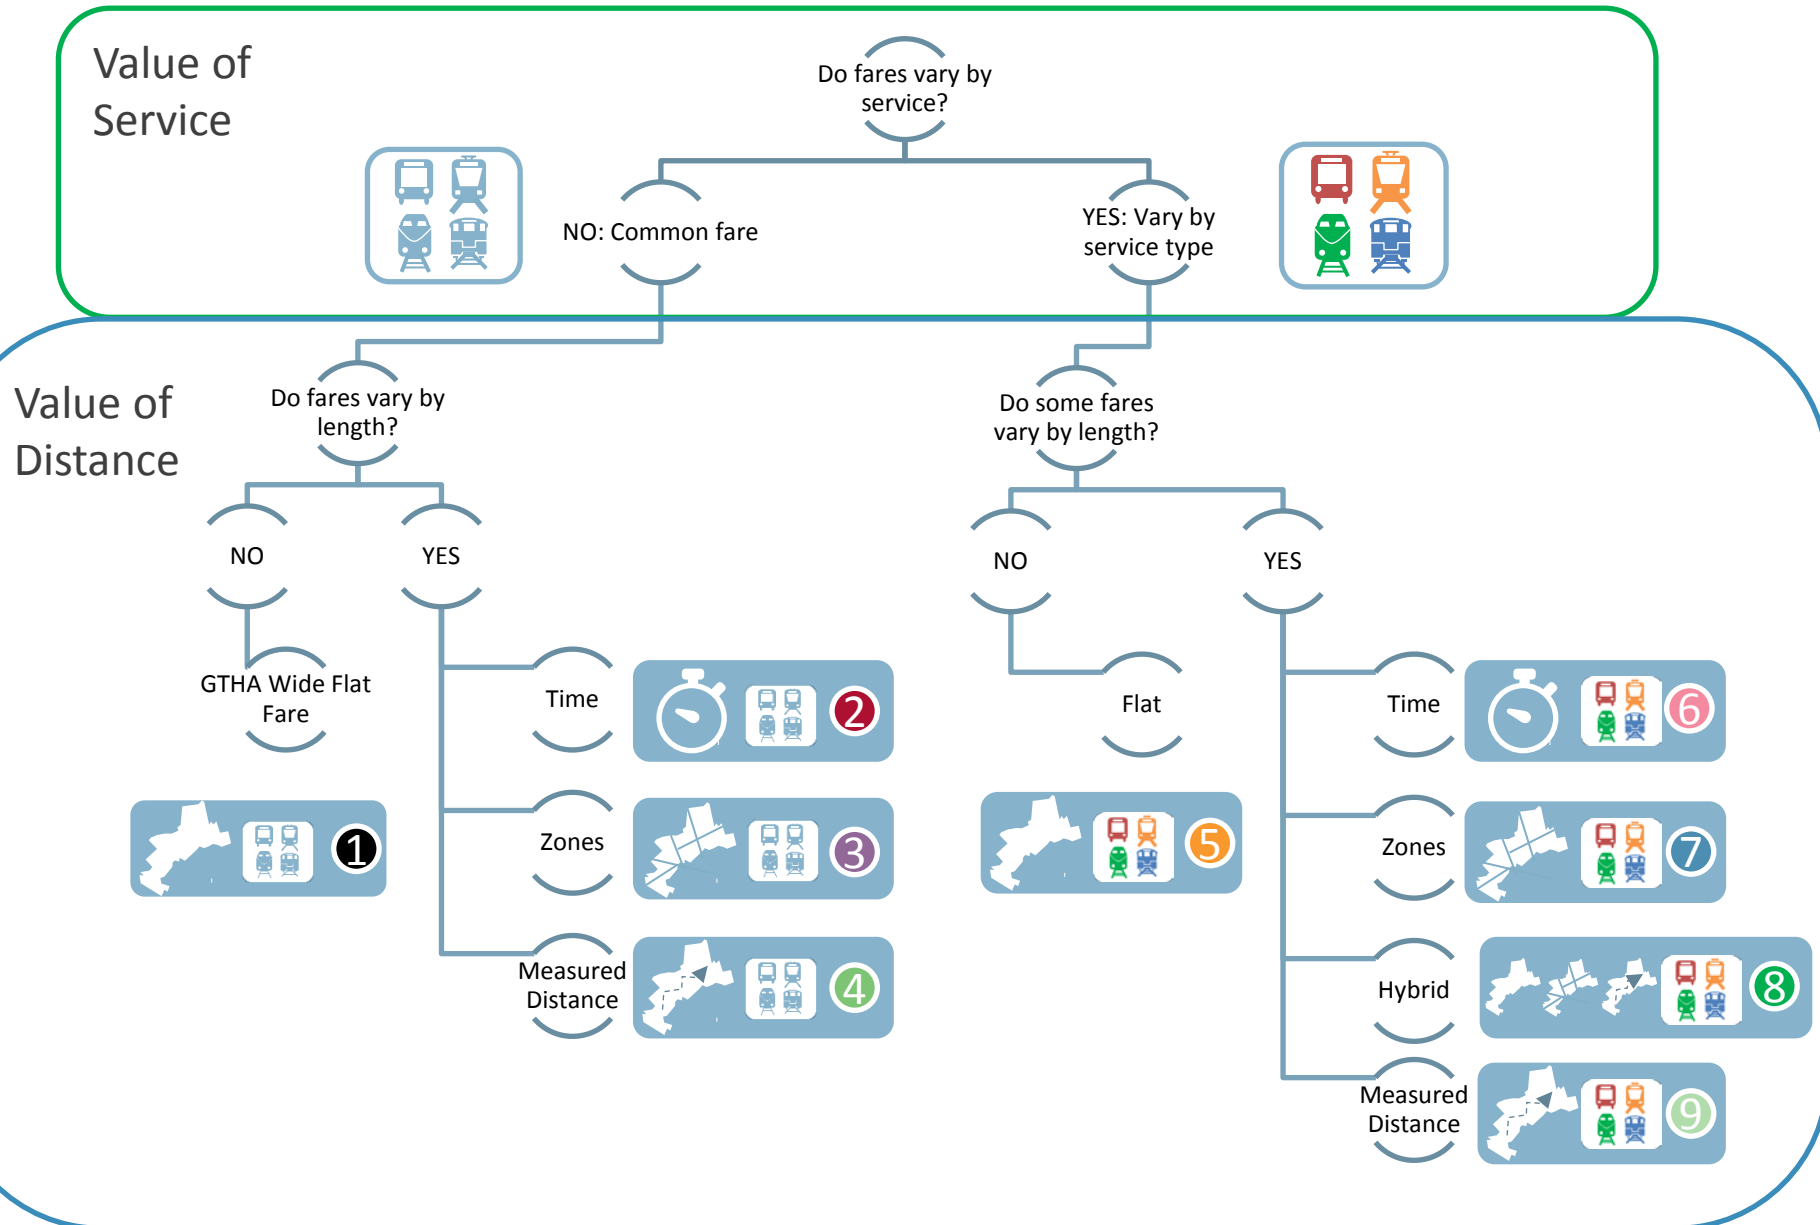 Value of
Service
Do fares vary by
service?
NO: Common fare
YES: Vary by
service type
Value of
Distance
Do fares vary by
length?
Do some fares
vary by length?
NO
YES
NO
YES
GTHA Wide Flat
Fare
Time
2
Flat
Time
6
1
Zones
3
5
Zones
7
Measured
Distance
4
Hybrid
8
Measured
Distance
9